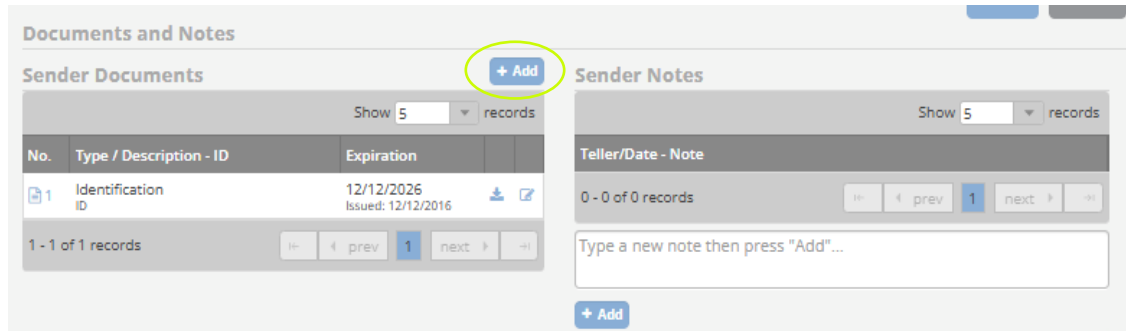 Documents and Notes
Sender Documents
+ Add
Show 5 records
No. Type / Description - ID Expiration
1 Identification 12/12/2026
ID Issued: 12/12/2016
1 - 1 of 1 records prev 1 next
Sender Notes
Show 5 records
Teller/Date - Note
0 - 0 of 0 records prev 1 next
Type a new note then press "Add"...
+ Add